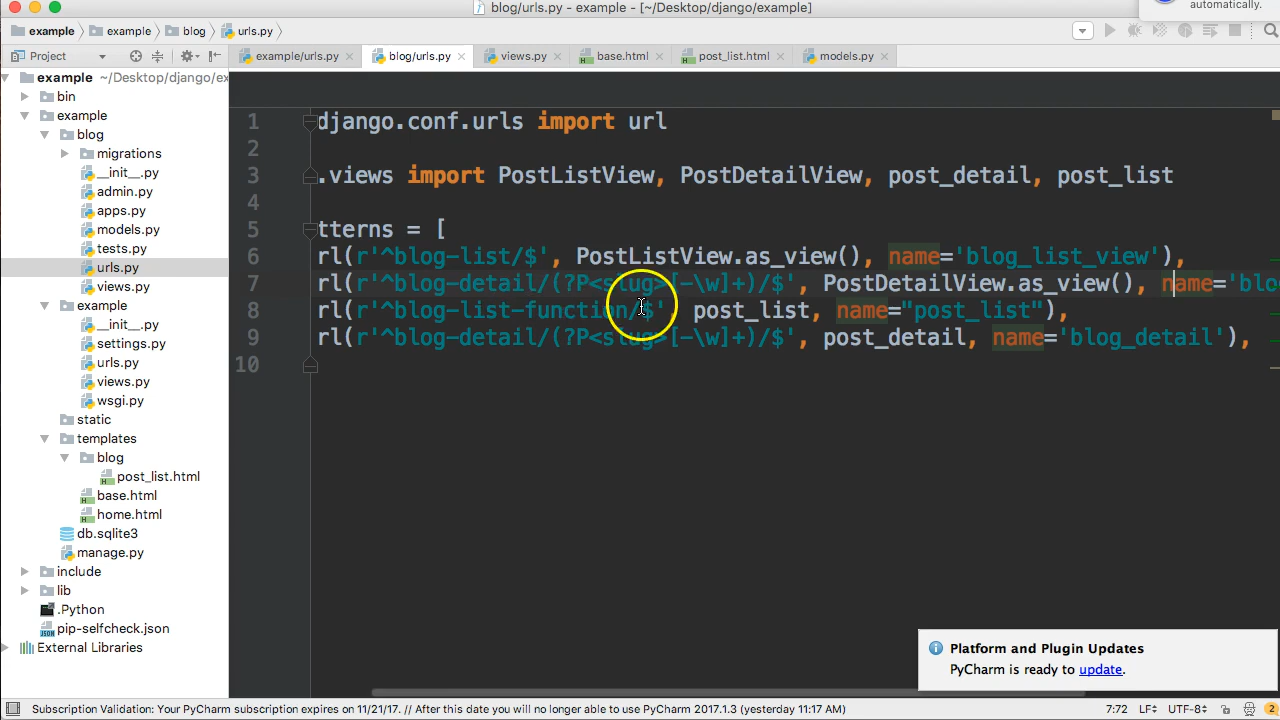 blog/urls.py - example - [~/Desktop/django/example]
automatically.
example example blog urls.py
Project
example/urls.py blog/urls.py views.py base.html post_list.html models.py
example ~/Desktop/django/ex
bin
example
blog
migrations
__init__.py
admin.py
apps.py
models.py
tests.py
urls.py
views.py
example
__init__.py
settings.py
urls.py
views.py
wsgi.py
static
templates
blog
post_list.html
base.html
home.html
db.sqlite3
manage.py
include
lib
.Python
pip-selfcheck.json
External Libraries
1 django.conf.urls import url
2
3 .views import PostListView, PostDetailView, post_detail, post_list
4
5 tterns = [
6 rl(r'^blog-list/$', PostListView.as_view(), name='blog_list_view'),
7 rl(r'^blog-detail/(?P<slug>[-\w]+)/$', PostDetailView.as_view(), name='blo
8 rl(r'^blog-list-function/$', post_list, name="post_list"),
9 rl(r'^blog-detail/(?P<slug>[-\w]+)/$', post_detail, name='blog_detail'),
10
Platform and Plugin Updates
PyCharm is ready to update.
Subscription Validation: Your PyCharm subscription expires on 11/21/17. // After this date you will no longer able to use PyCharm 2017.1.3 (yesterday 11:17 AM) 7:72 LF÷ UTF-8÷ 2